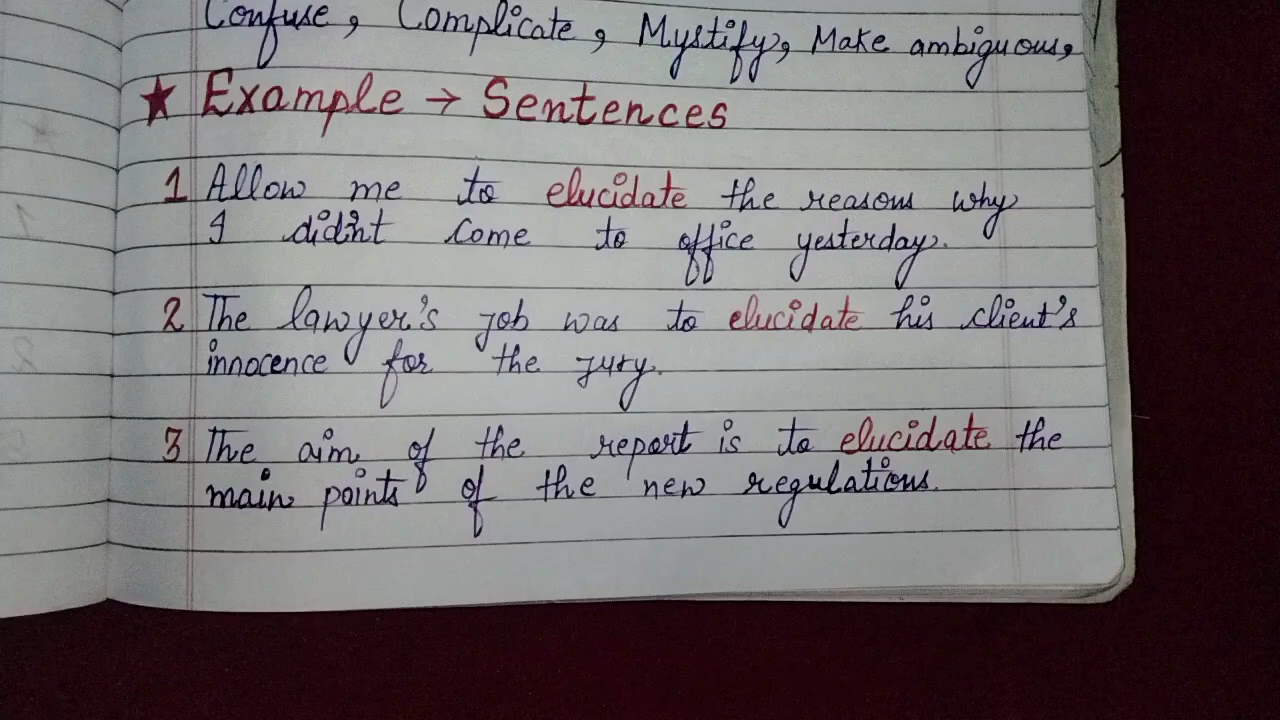 Confuse, Complicate, Mystify, Make ambiguous,
★ Example → Sentences
1 Allow me to elucidate the reasons why
I didn't come to office yesterday.
2 The lawyer's job was to elucidate his client's
innocence for the jury.
3 The aim of the report is to elucidate the
main points of the new regulations.